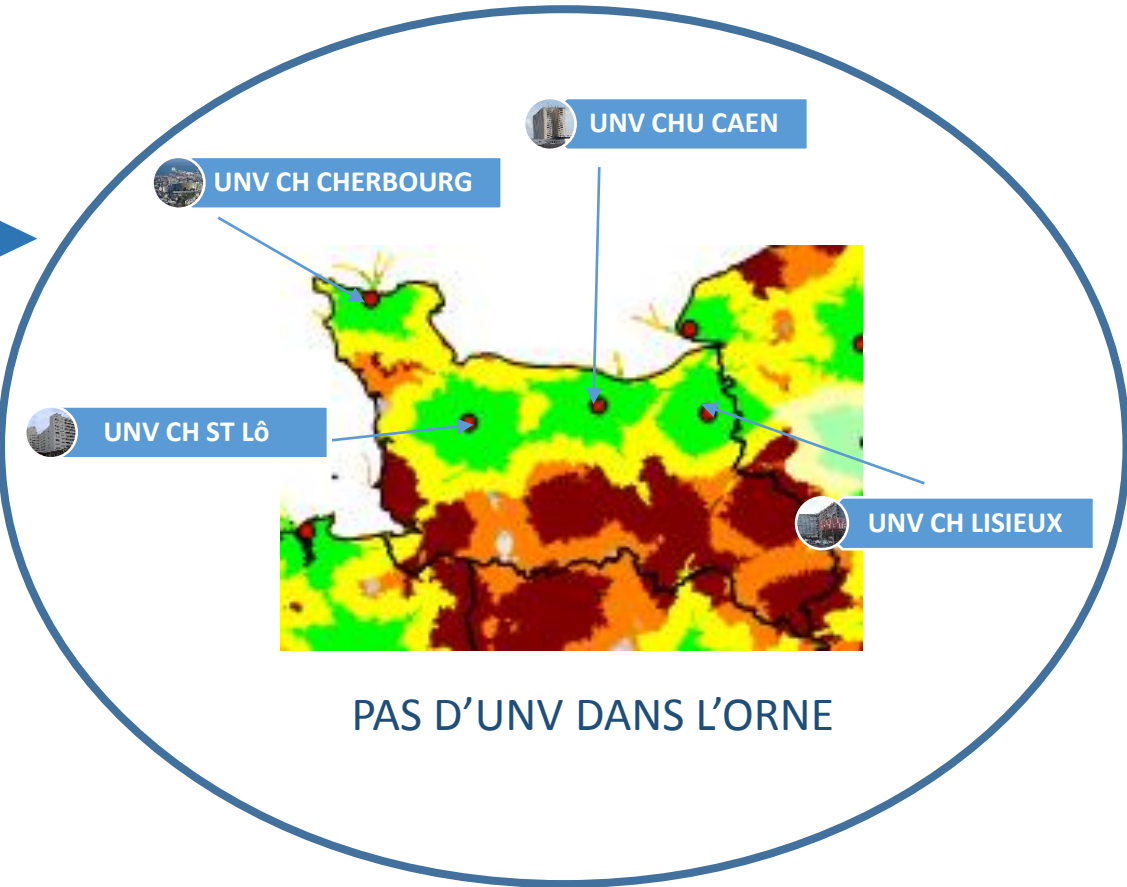 UNV CHU CAEN
UNV CH CHERBOURG
UNV CH ST Lô
UNV CH LISIEUX
PAS D’UNV DANS L’ORNE